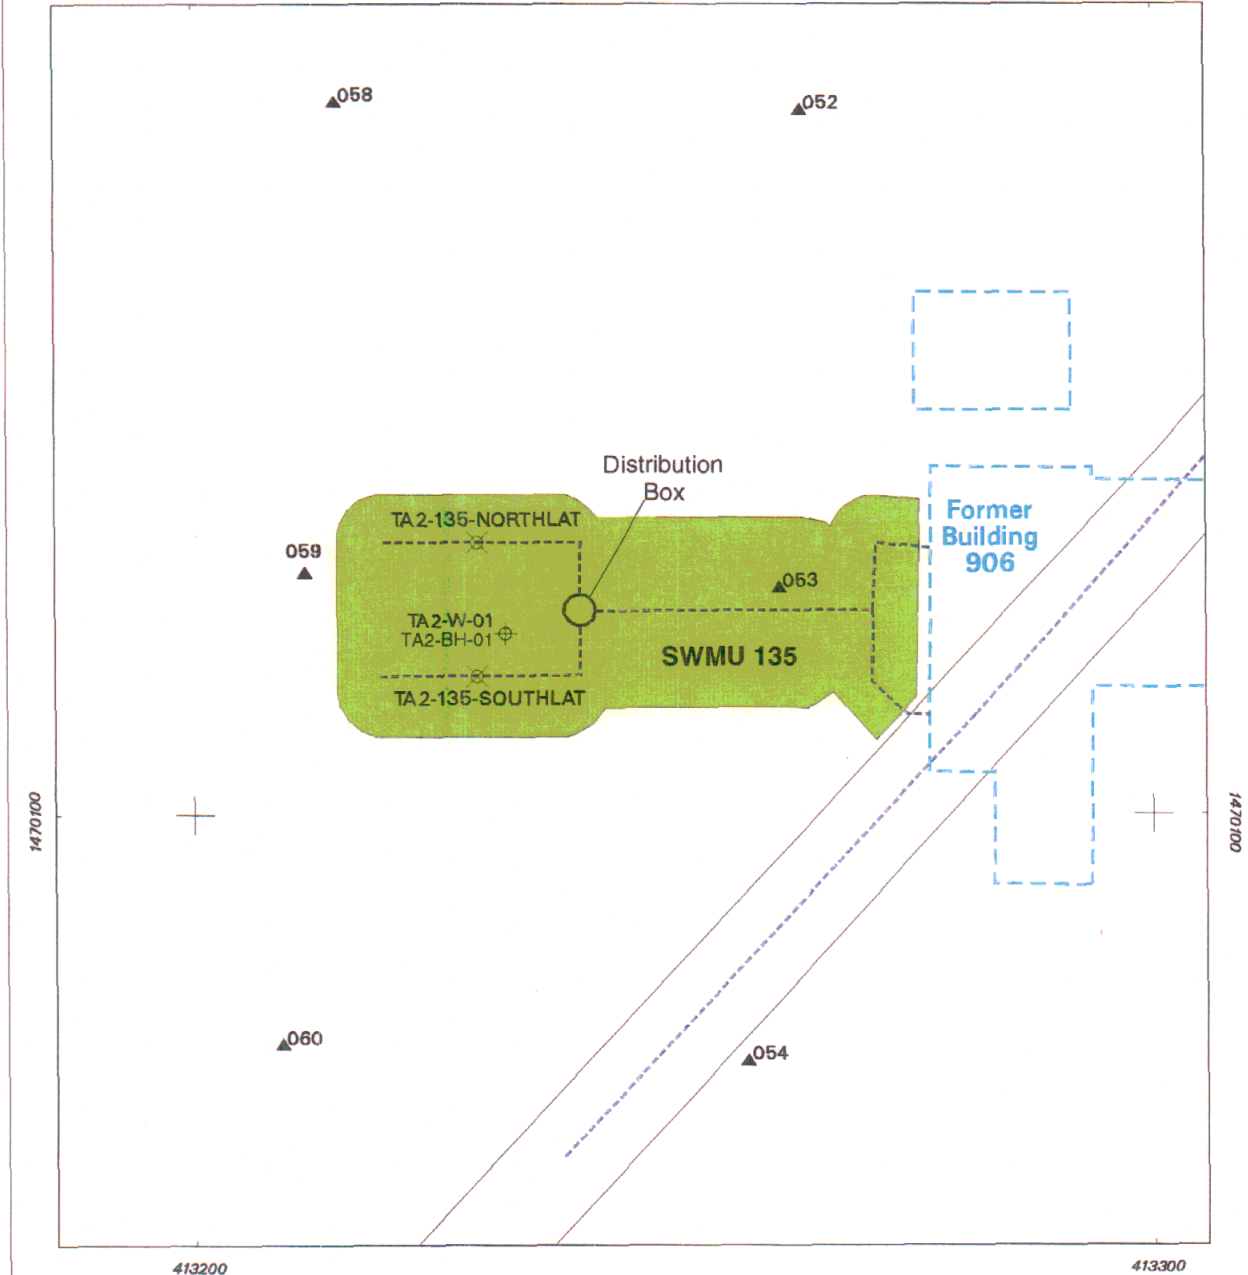 058
052
Distribution
Box
TA2-135-NORTHLAT
Former
Building
906
059
053
TA2-W-01
TA2-BH-01
SWMU 135
TA2-135-SOUTHLAT
1470100
1470100
060
054
413200
413300